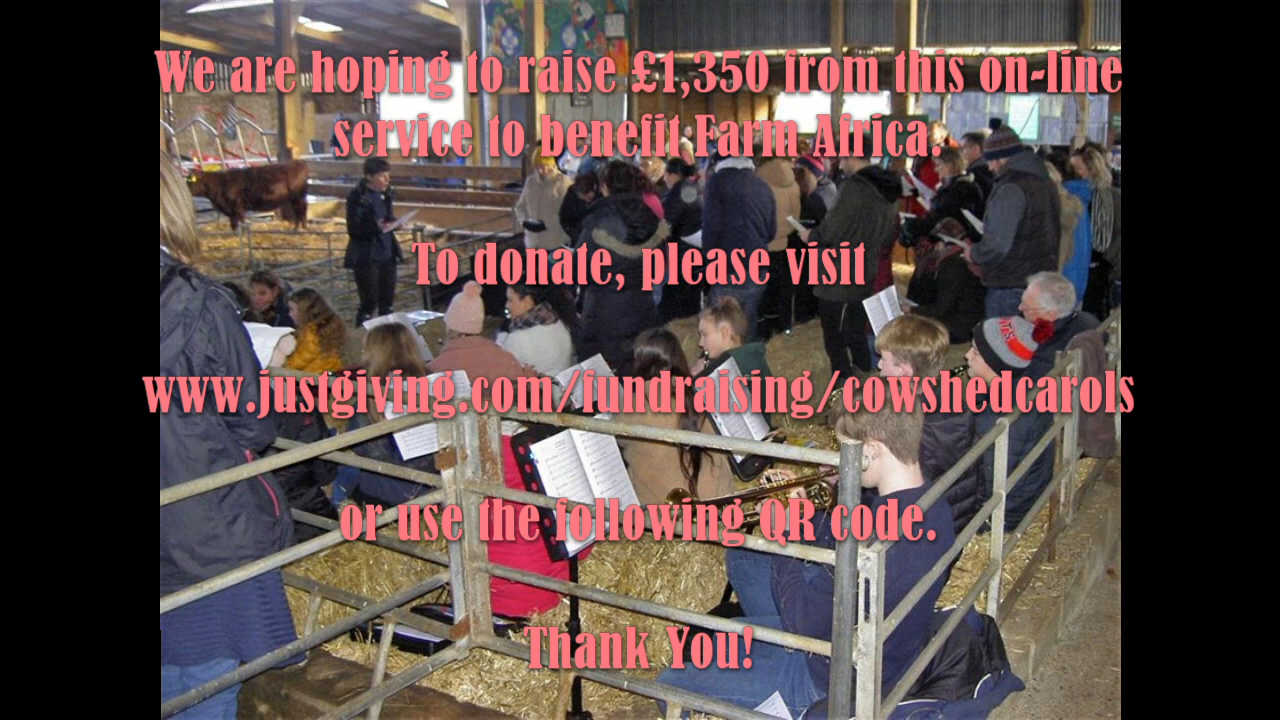 We are hoping to raise £1,350 from this on-line
service to benefit Farm Africa.
To donate, please visit
www.justgiving.com/fundraising/cowshedcarols
or use the following QR code.
Thank You!